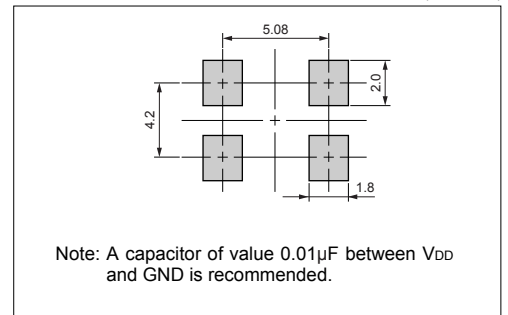 5.08
2.0
4.2
1.8
Note: A capacitor of value 0.01µF between VDD
and GND is recommended.